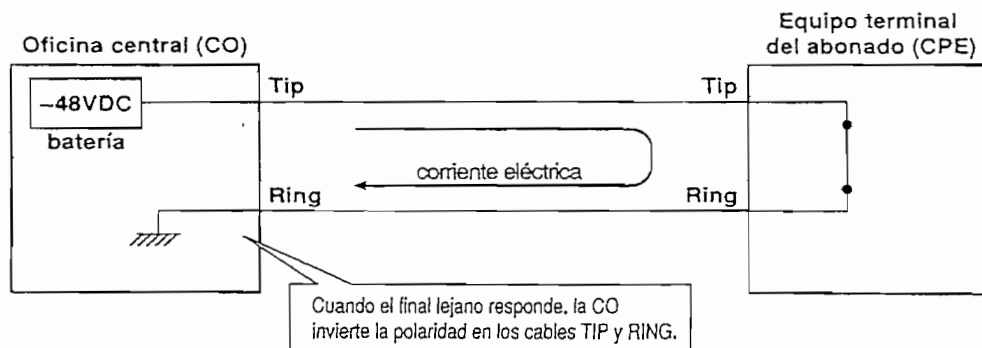 Oficina central (CO)
Equipo terminal
del abonado (CPE)
–48VDC
batería
Tip
Tip
corriente eléctrica
Ring
Ring
Cuando el final lejano responde, la CO
invierte la polaridad en los cables TIP y RING.